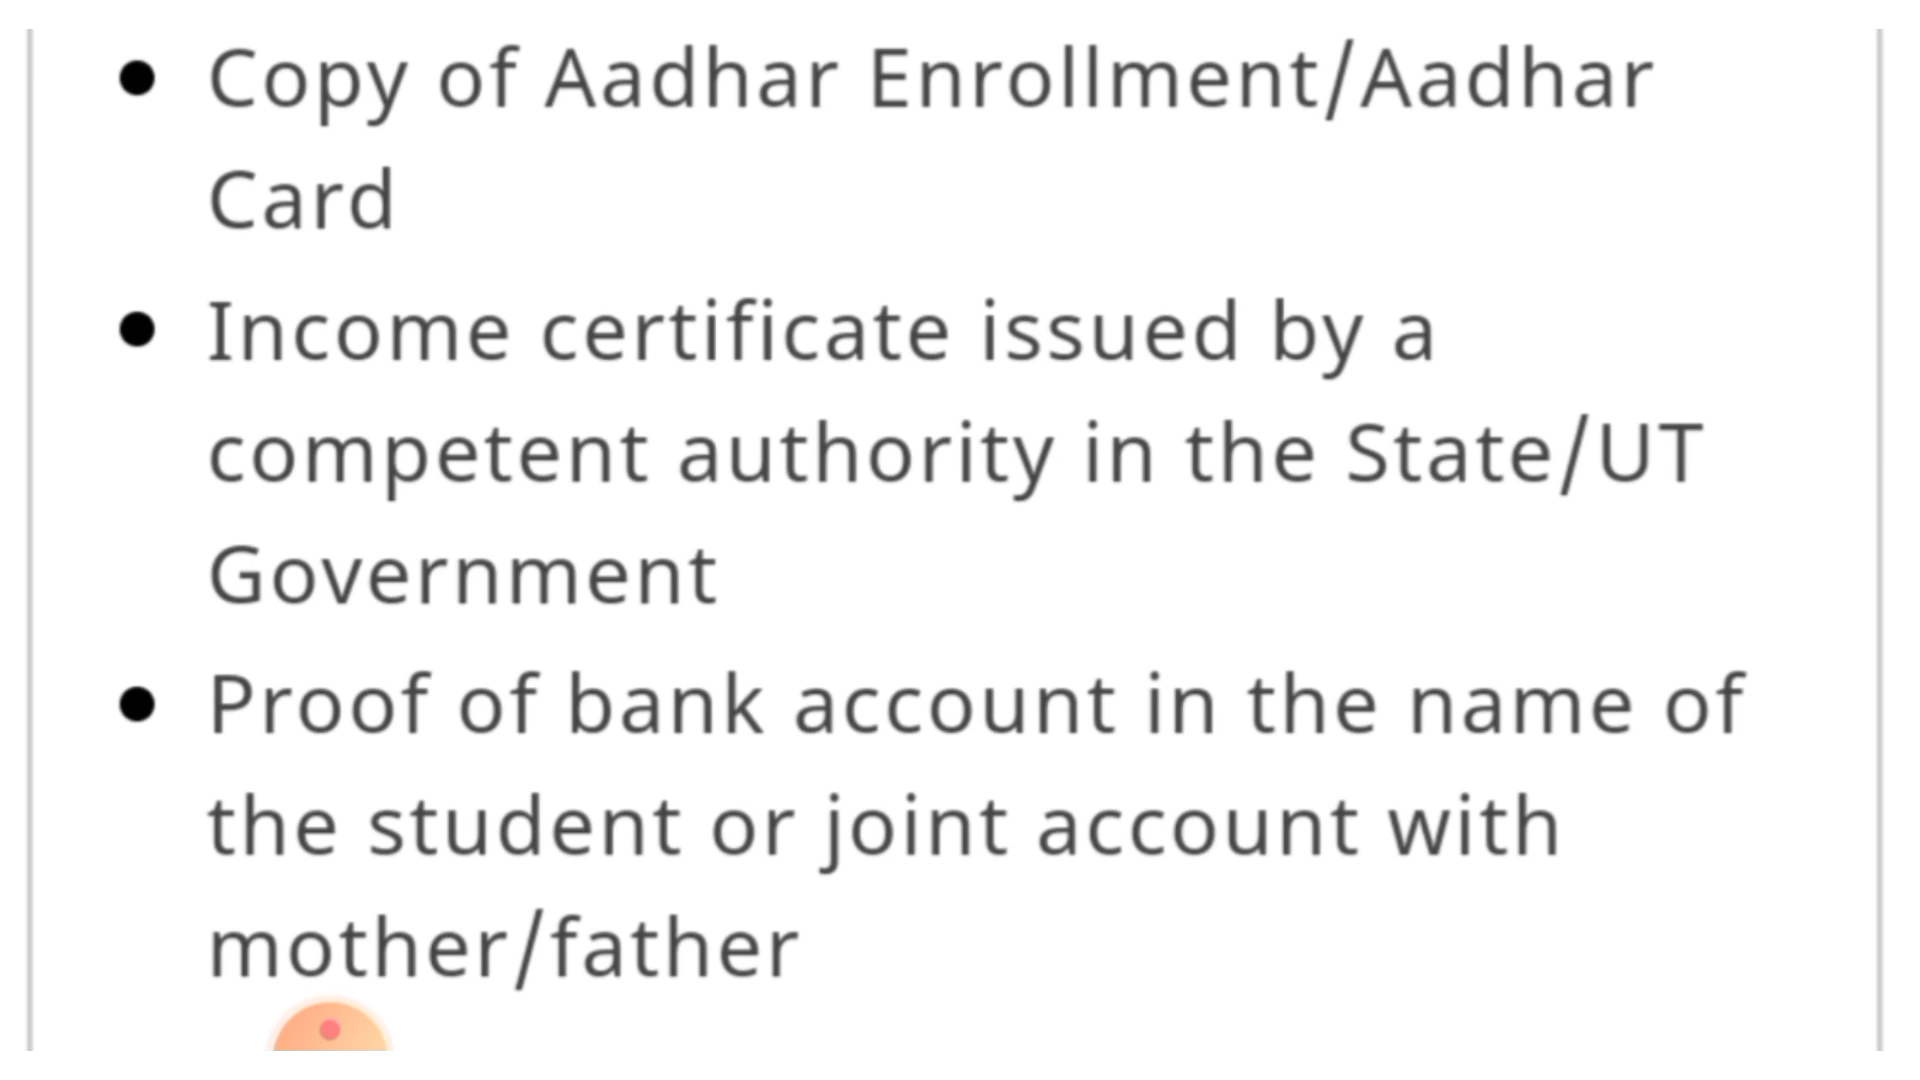 • Copy of Aadhar Enrollment/Aadhar
Card
• Income certificate issued by a
competent authority in the State/UT
Government
• Proof of bank account in the name of
the student or joint account with
mother/father